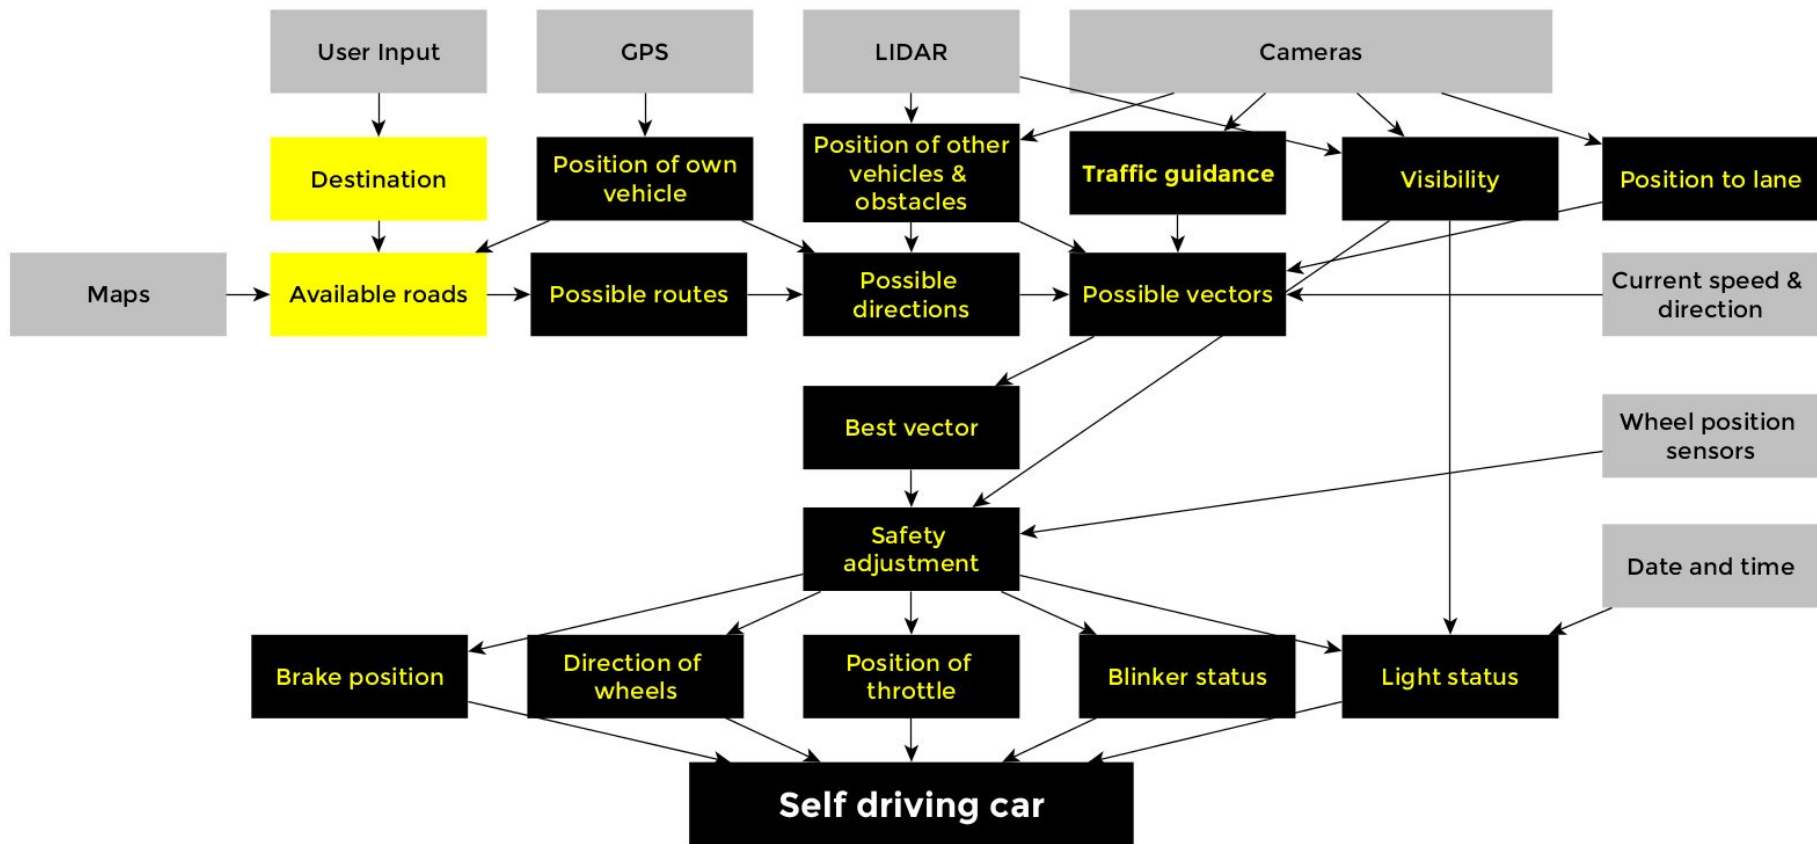 User Input
GPS
LIDAR
Cameras
Destination
Position of own
vehicle
Position of other
vehicles &
obstacles
Traffic guidance
Visibility
Position to lane
Maps
Available roads
Possible routes
Possible
directions
Possible vectors
Current speed &
direction
Best vector
Wheel position
sensors
Safety
adjustment
Date and time
Brake position
Direction of
wheels
Position of
throttle
Blinker status
Light status
Self driving car